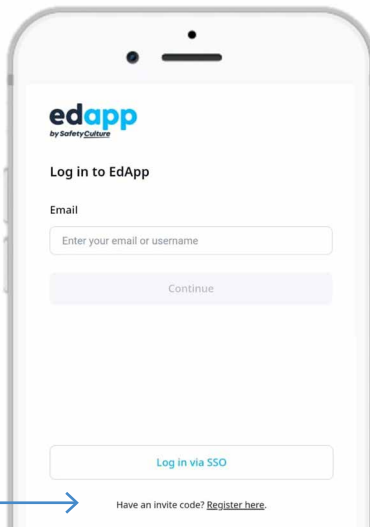 edapp
by SafetyCulture
Log in to EdApp
Email
Enter your email or username
Continue
Log in via SSO
Have an invite code? Register here.